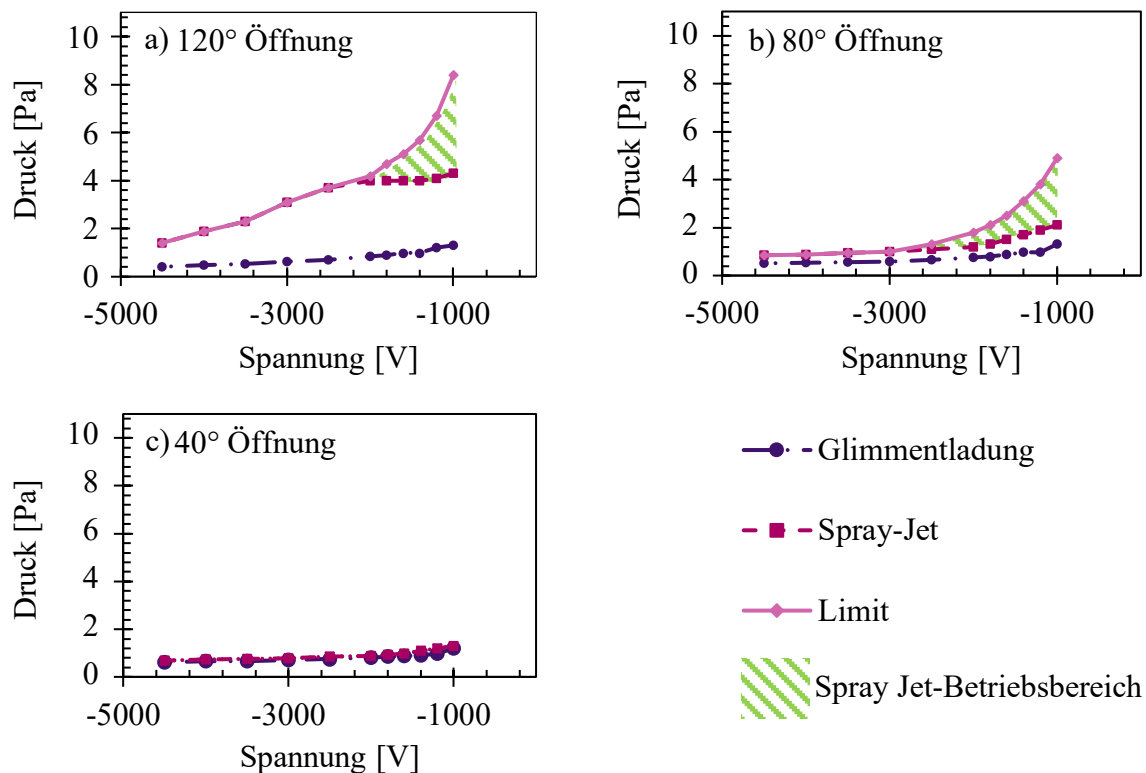 a) 120° Öffnung
Druck [Pa]
10
8
6
4
2
0
-5000
-3000
-1000
Spannung [V]
b) 80° Öffnung
Druck [Pa]
10
8
6
4
2
0
-5000
-3000
-1000
Spannung [V]
c) 40° Öffnung
Druck [Pa]
10
8
6
4
2
0
-5000
-3000
-1000
Spannung [V]
Glimmentladung
Spray-Jet
Limit
Spray Jet-Betriebsbereich